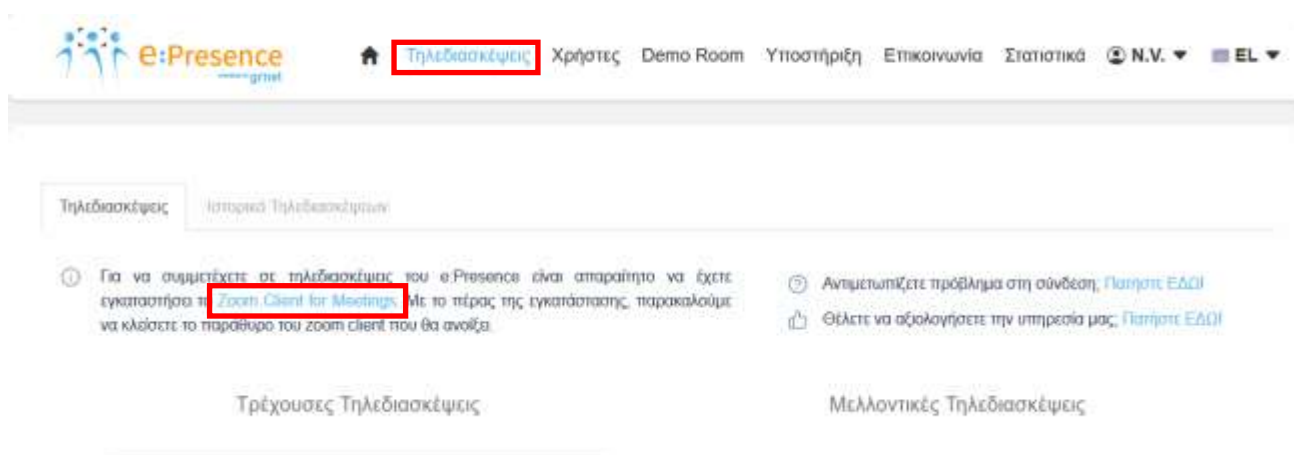 e:Presence
grnet
Τηλεδιασκέψεις Χρήστες Demo Room Υποστήριξη Επικοινωνία Στατιστικά N.V. EL
Τηλεδιασκέψεις Ιστορικό Τηλεδιασκέψεων
Για να συμμετέχετε σε τηλεδιασκέψεις του e:Presence είναι απαραίτητο να έχετε
εγκαταστήσει το Zoom Client for Meetings. Με το πέρας της εγκατάστασης, παρακαλούμε
να κλείσετε το παράθυρο του zoom client που θα ανοίξει.
Αντιμετωπίζετε πρόβλημα στη σύνδεση; Πατήστε ΕΔΩ!
Θέλετε να αξιολογήσετε την υπηρεσία μας; Πατήστε ΕΔΩ!
Τρέχουσες Τηλεδιασκέψεις
Μελλοντικές Τηλεδιασκέψεις